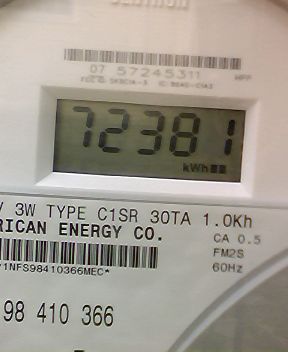 07 57245311
72381
kWh
V 3W TYPE C1SR 30TA 1.0Kh
RICAN ENERGY CO.
CA 0.5
FM2S
60Hz
1NFS98410366MEC*
98 410 366